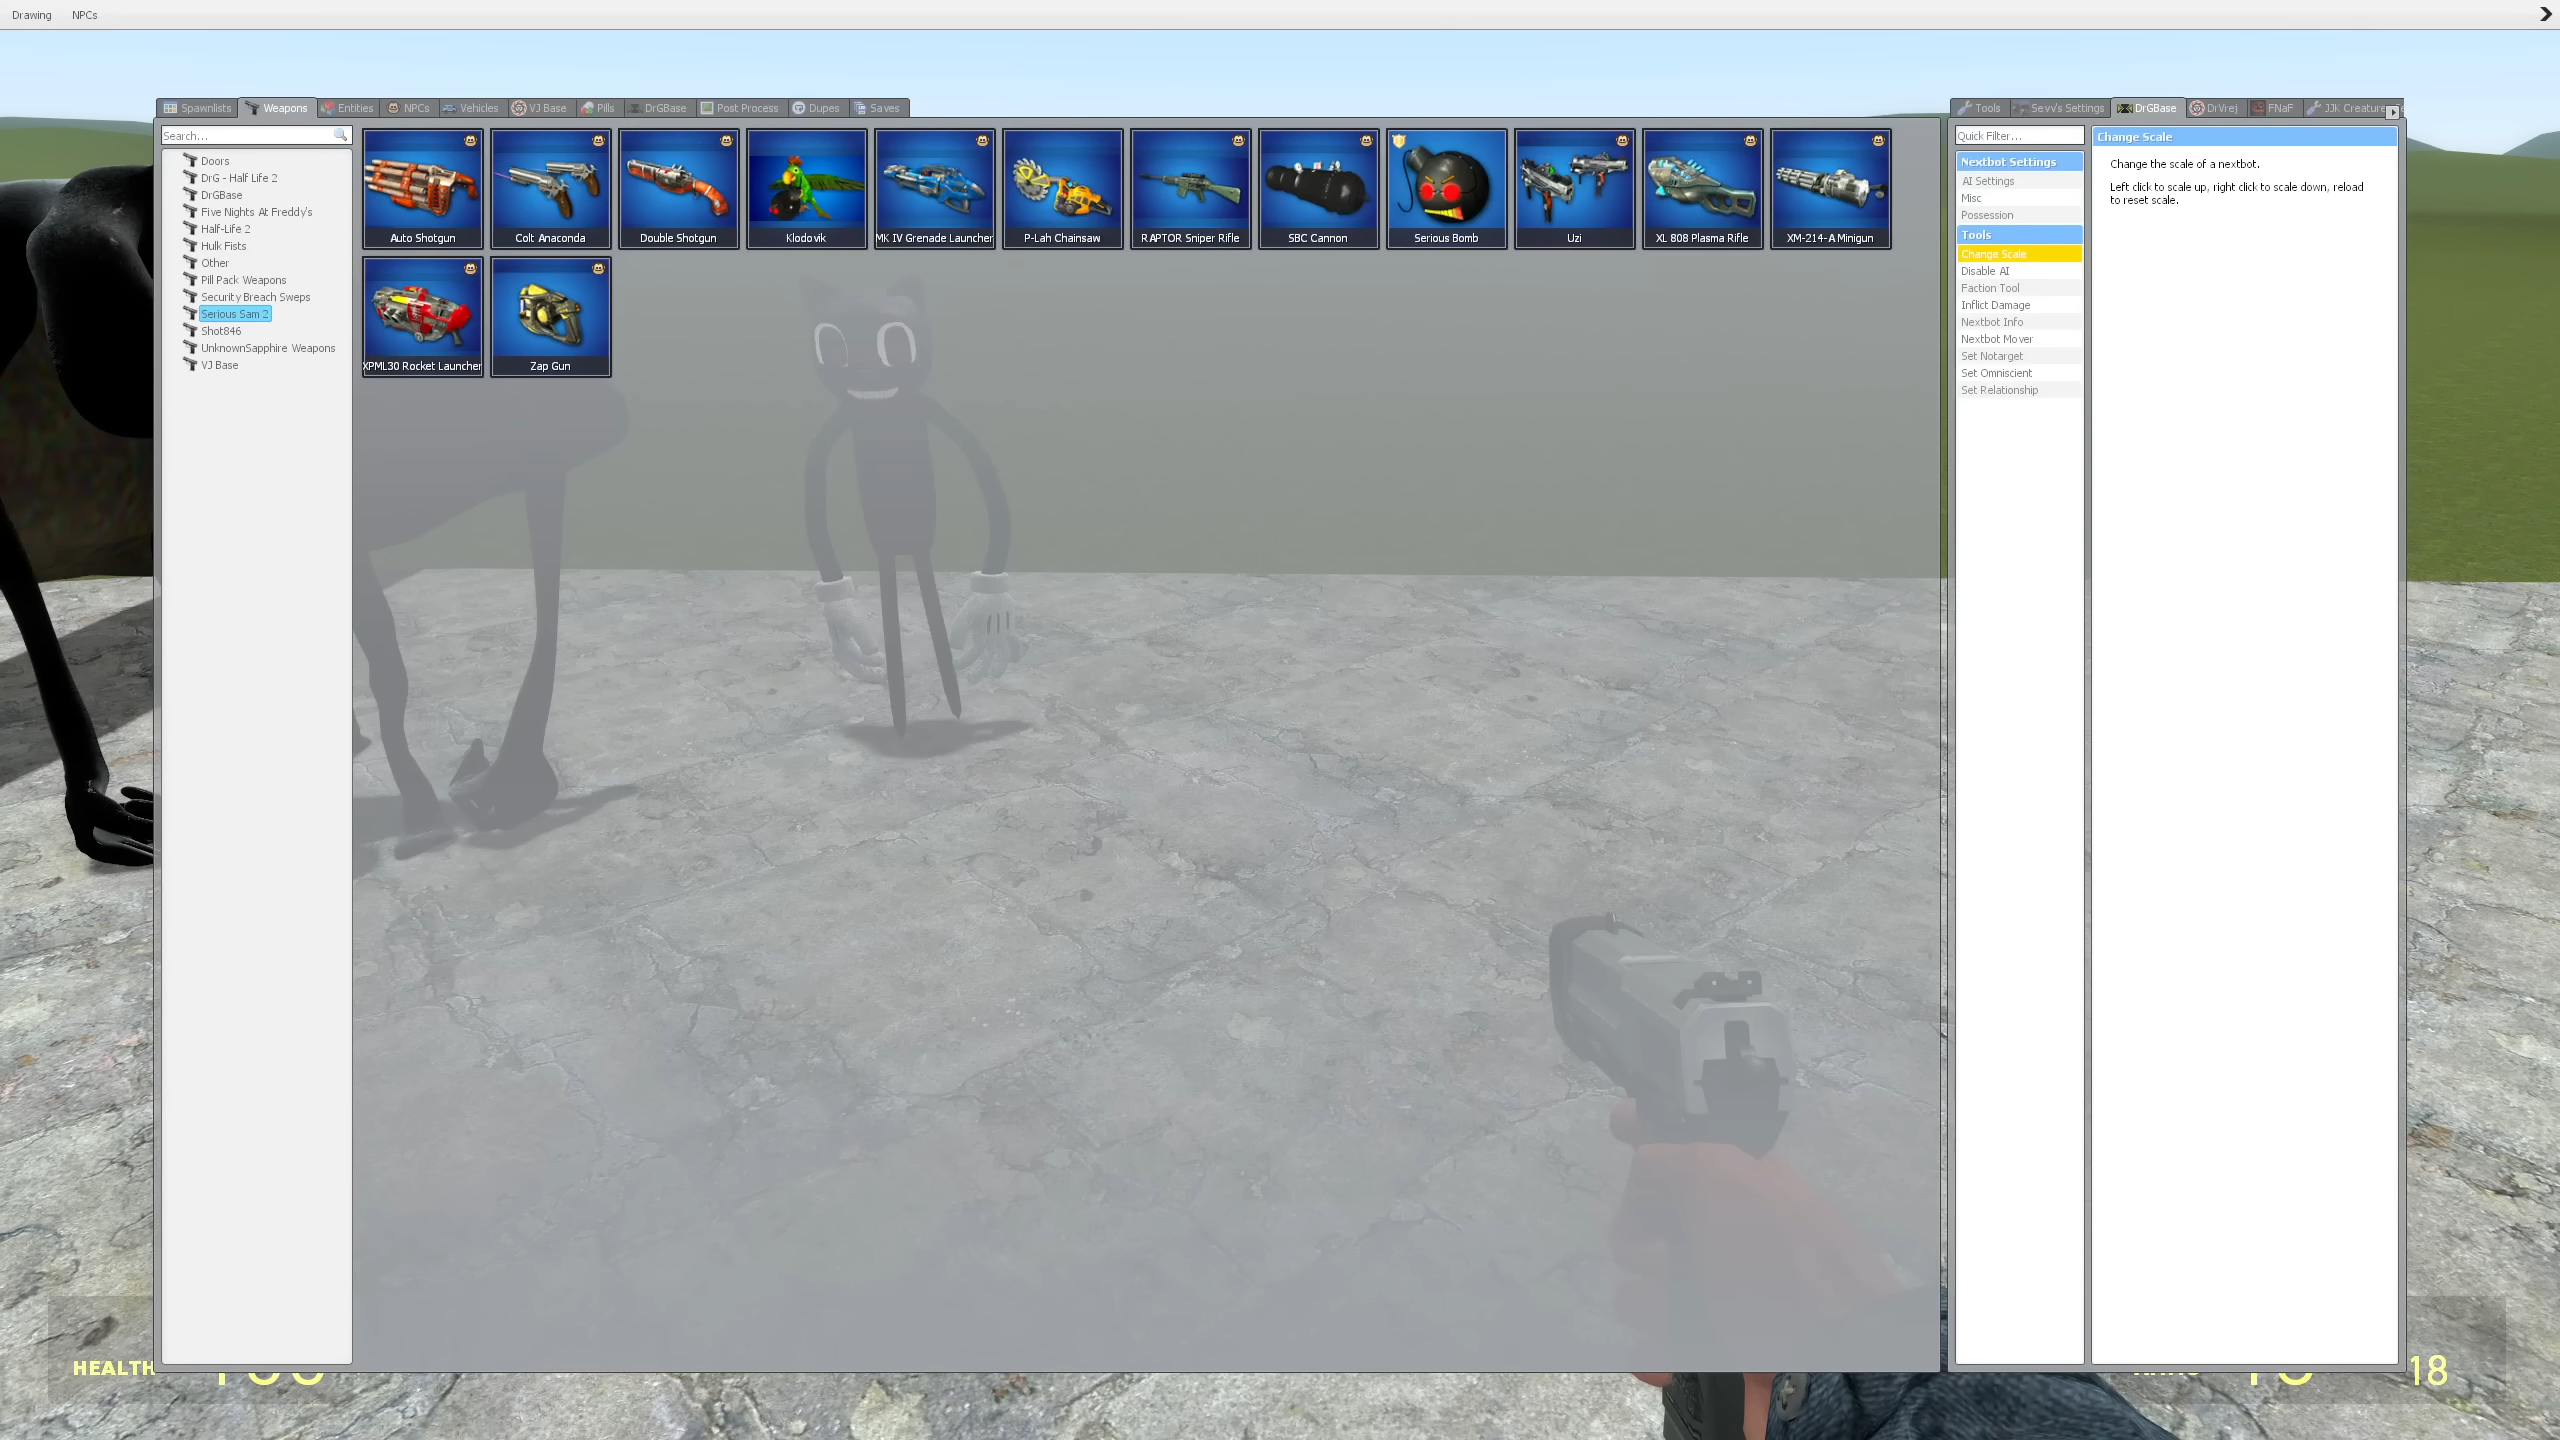 Drawing NPCs
Spawnlists Weapons Entities NPCs Vehicles VJ Base Pills DrGBase Post Process Dupes Saves
Search...
Doors
DrG - Half Life 2
DrGBase
Five Nights At Freddy's
Half-Life 2
Hulk Fists
Other
Pill Pack Weapons
Security Breach Sweps
Serious Sam 2
Shot846
UnknownSapphire Weapons
VJ Base
Auto Shotgun Colt Anaconda Double Shotgun Klodovik MK IV Grenade Launcher P-Lah Chainsaw RAPTOR Sniper Rifle SBC Cannon Serious Bomb Uzi XL 808 Plasma Rifle XM-214-A Minigun
XPML30 Rocket Launcher Zap Gun
Tools Sevv's Settings DrGBase DrVrej FNaF JJK Creature
Quick Filter...
Nextbot Settings
AI Settings
Misc
Possession
Tools
Change Scale
Disable AI
Faction Tool
Inflict Damage
Nextbot Info
Nextbot Mover
Set Notarget
Set Omniscient
Set Relationship
Change Scale
Change the scale of a nextbot.
Left click to scale up, right click to scale down, reload
to reset scale.
HEALTH
18